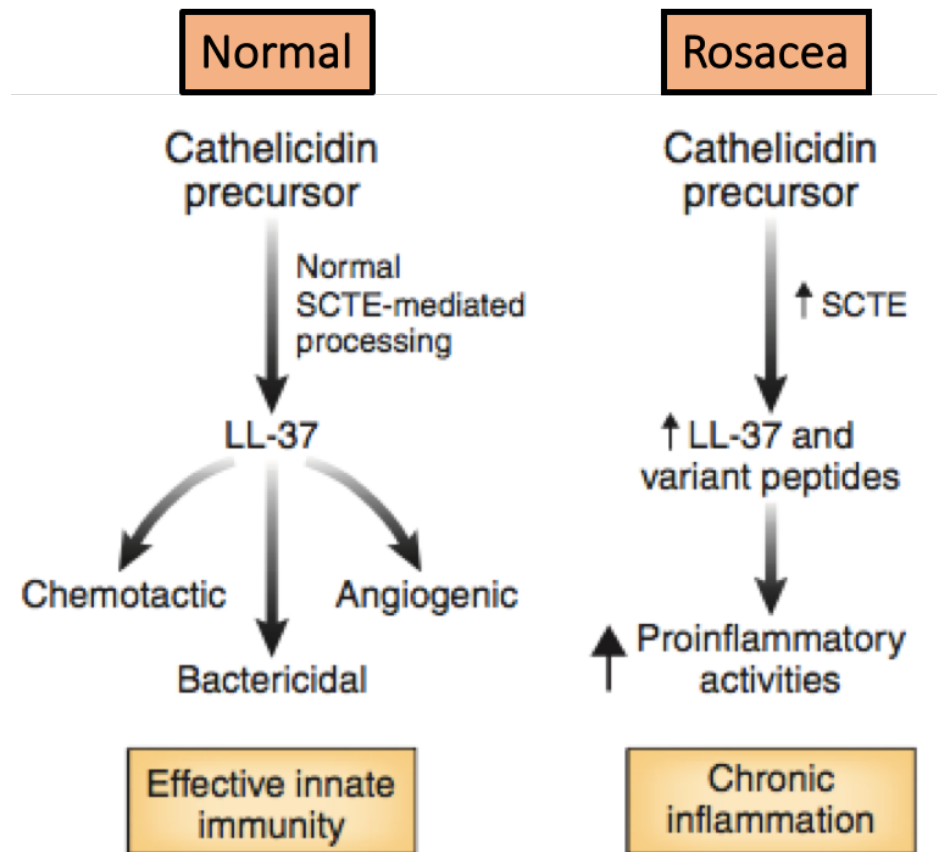 Normal
Rosacea
Cathelicidin
precursor
Normal
SCTE-mediated
processing
LL-37
Chemotactic
Angiogenic
Bactericidal
Effective innate
immunity
Cathelicidin
precursor
↑ SCTE
↑ LL-37 and
variant peptides
↑ Proinflammatory
activities
Chronic
inflammation